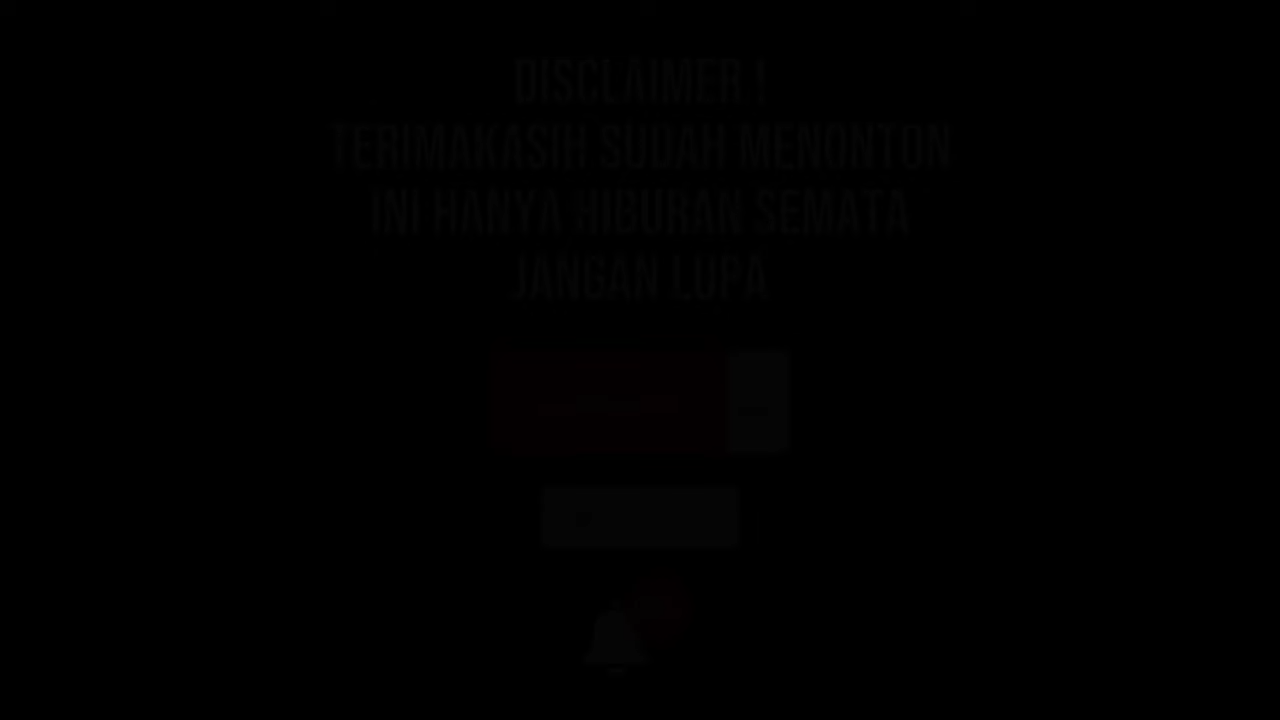 DISCLAIMER !
TERIMAKASIH SUDAH MENONTON
INI HANYA HIBURAN SEMATA
JANGAN LUPA